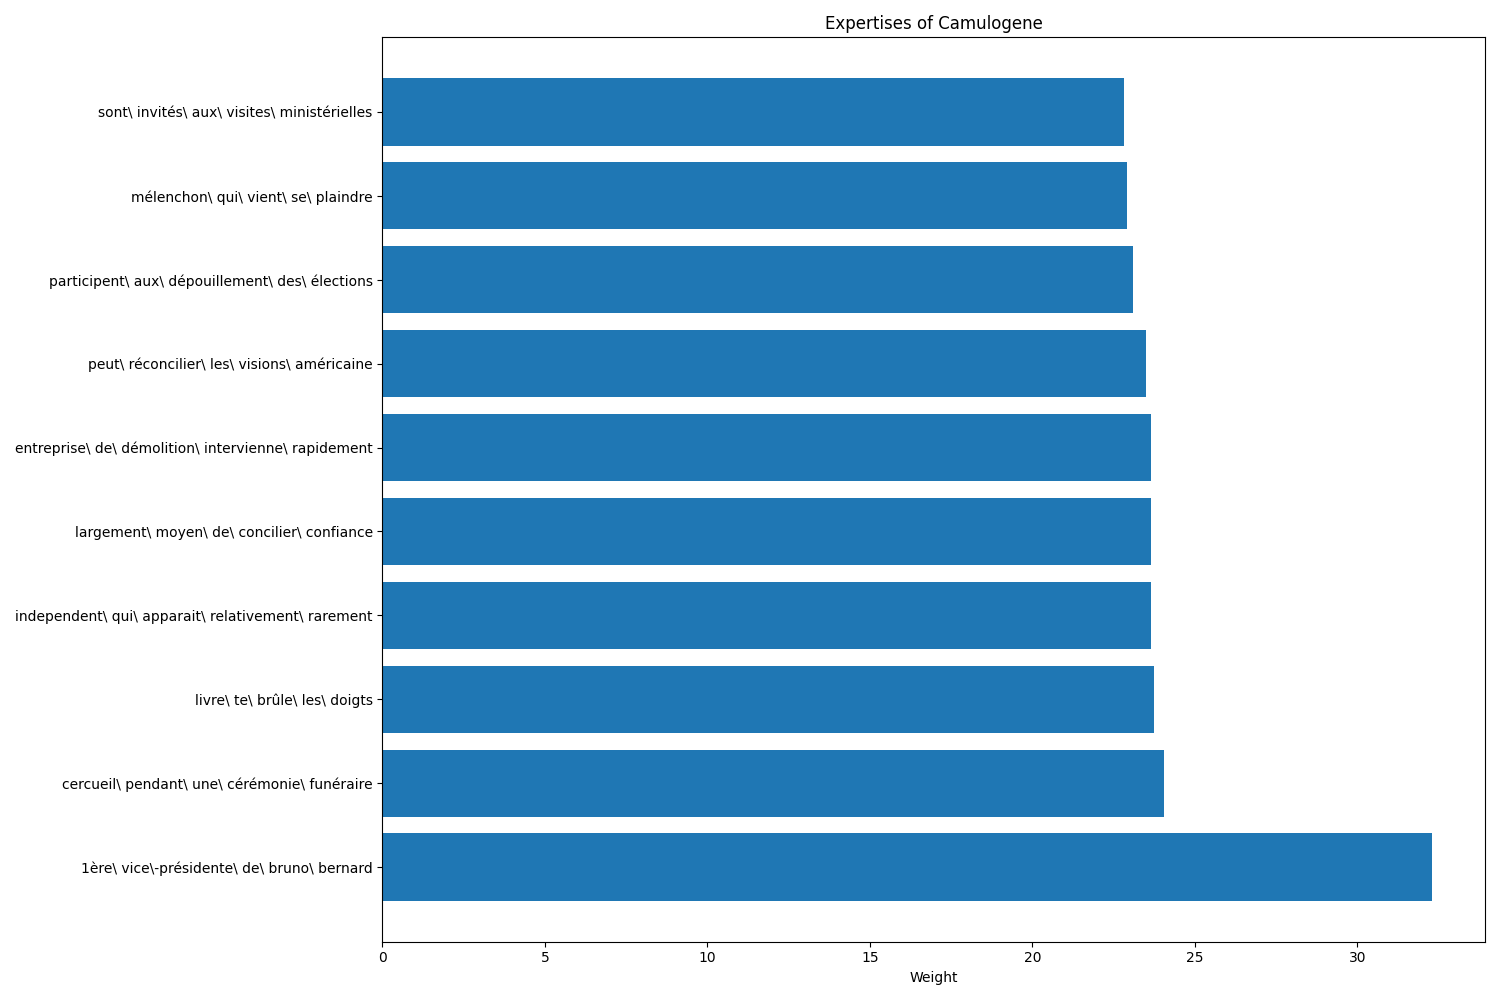 Expertises of Camulogene
sont\ invités\ aux\ visites\ ministérielles
mélenchon\ qui\ vient\ se\ plaindre
participent\ aux\ dépouillement\ des\ élections
peut\ réconcilier\ les\ visions\ américaine
entreprise\ de\ démolition\ intervienne\ rapidement
largement\ moyen\ de\ concilier\ confiance
independent\ qui\ apparait\ relativement\ rarement
livre\ te\ brûle\ les\ doigts
cercueil\ pendant\ une\ cérémonie\ funéraire
1ère\ vice\-présidente\ de\ bruno\ bernard
0 5 10 15 20 25 30
Weight